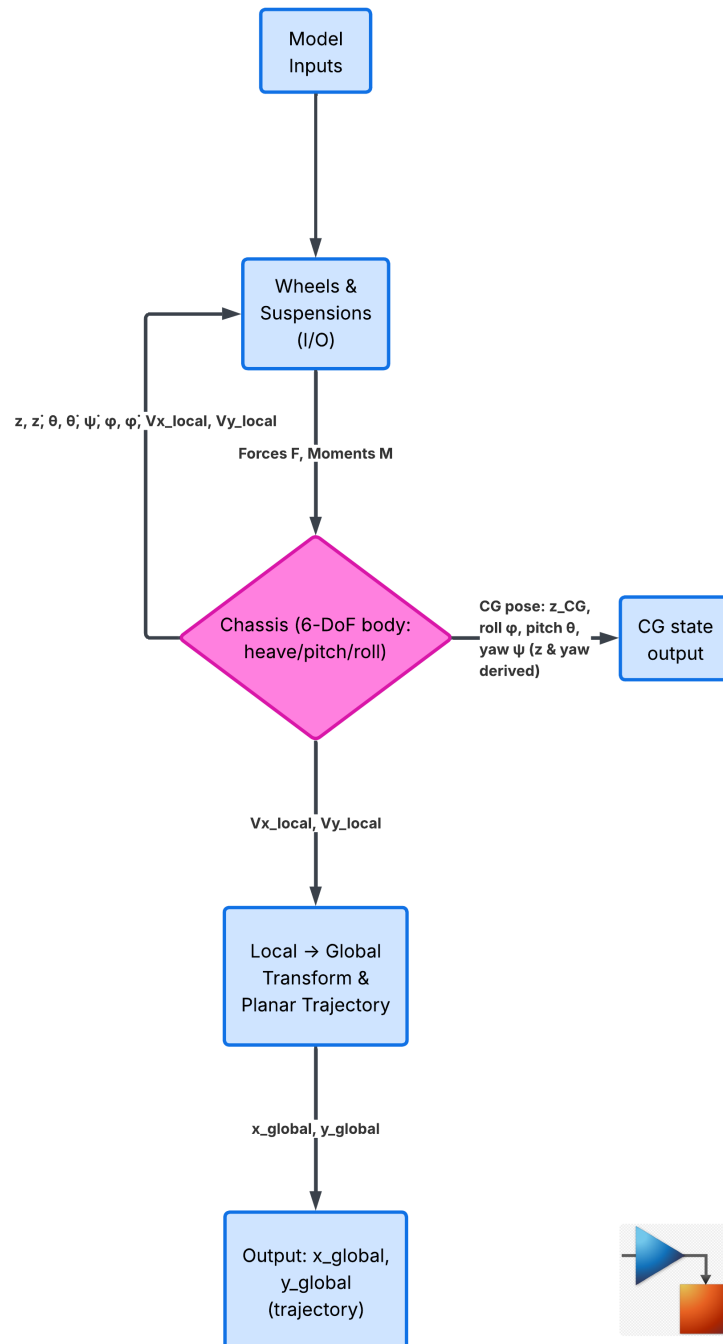 Model
Inputs
Wheels &
Suspensions
(I/O)
z, ż, θ, θ̇, ψ̇, φ, φ̇, Vx_local, Vy_local
Forces F, Moments M
Chassis (6-DoF body:
heave/pitch/roll)
CG pose: z_CG,
roll φ, pitch θ,
yaw ψ (z & yaw
derived)
CG state
output
Vx_local, Vy_local
Local → Global
Transform &
Planar Trajectory
x_global, y_global
Output: x_global,
y_global
(trajectory)